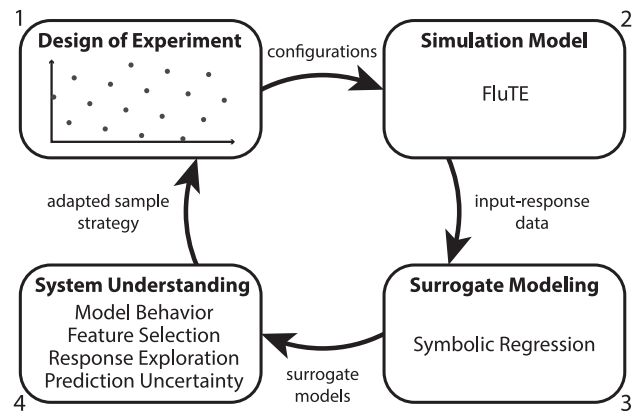 1
Design of Experiment
configurations
2
Simulation Model
FluTE
input-response
data
3
Surrogate Modeling
Symbolic Regression
surrogate
models
4
System Understanding
Model Behavior
Feature Selection
Response Exploration
Prediction Uncertainty
adapted sample
strategy